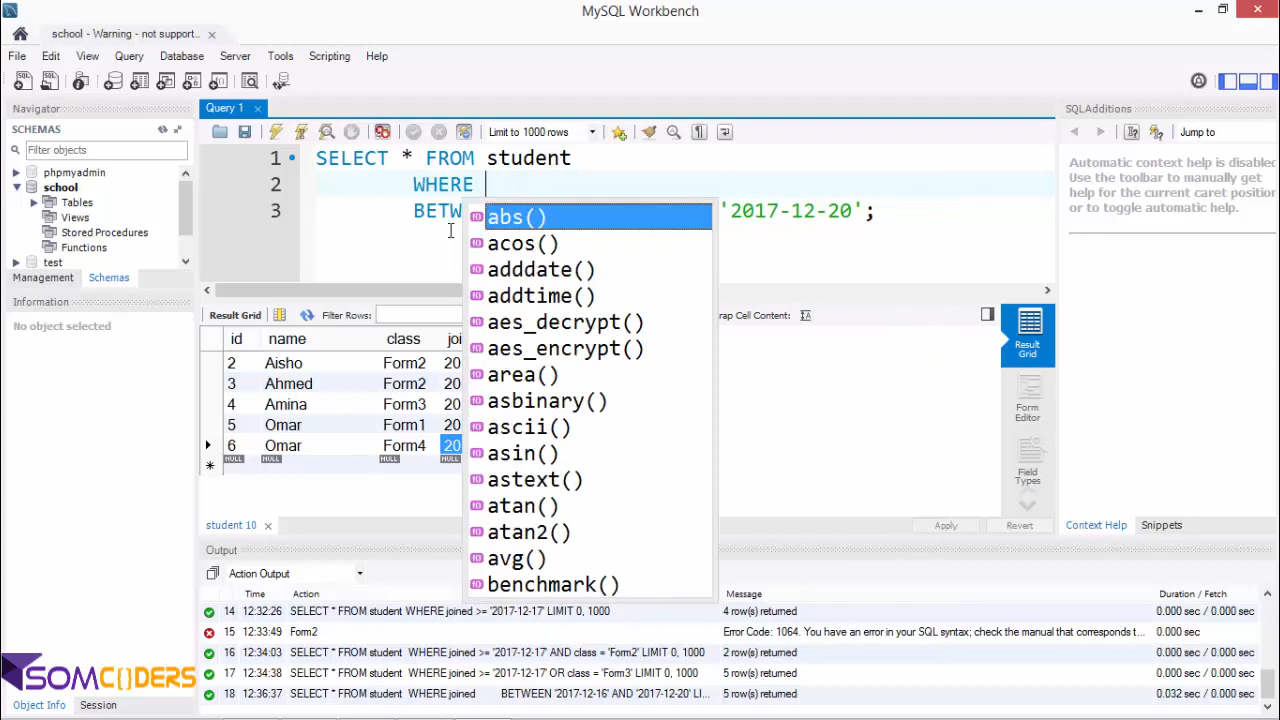 MySQL Workbench
school - Warning - not support..
File Edit View Query Database Server Tools Scripting Help
Navigator
SCHEMAS
Filter objects
phpmyadmin
school
Tables
Views
Stored Procedures
Functions
test
Management Schemas
Information
No object selected
Query 1
Limit to 1000 rows
1 SELECT * FROM student
2 WHERE
3 BETW '2017-12-20';
abs()
acos()
adddate()
addtime()
aes_decrypt()
aes_encrypt()
area()
asbinary()
ascii()
asin()
astext()
atan()
atan2()
avg()
benchmark()
Result Grid Filter Rows: rap Cell Content:
id name class joi
2 Aisho Form2 20
3 Ahmed Form2 20
4 Amina Form3 20
5 Omar Form1 20
6 Omar Form4 20
NULL NULL NULL NULL
student 10
Apply Revert
Result Grid
Form Editor
Field Types
SQLAdditions
Jump to
Automatic context help is disable
Use the toolbar to manually get
help for the current caret position
or to toggle automatic help.
Context Help Snippets
Output
Action Output
Time Action Message Duration / Fetch
14 12:32:26 SELECT * FROM student WHERE joined >= '2017-12-17' LIMIT 0, 1000 4 row(s) returned 0.000 sec / 0.000 sec
15 12:33:49 Form2 Error Code: 1064. You have an error in your SQL syntax; check the manual that corresponds t... 0.000 sec
16 12:34:03 SELECT * FROM student WHERE joined >= '2017-12-17' AND class = 'Form2' LIMIT 0, 1000 2 row(s) returned 0.000 sec / 0.000 sec
17 12:34:38 SELECT * FROM student WHERE joined >= '2017-12-17' OR class = 'Form3' LIMIT 0, 1000 5 row(s) returned 0.000 sec / 0.000 sec
18 12:36:37 SELECT * FROM student WHERE joined BETWEEN '2017-12-16' AND '2017-12-20' LI... 5 row(s) returned 0.032 sec / 0.000 sec
SOMCODERS
Object Info Session